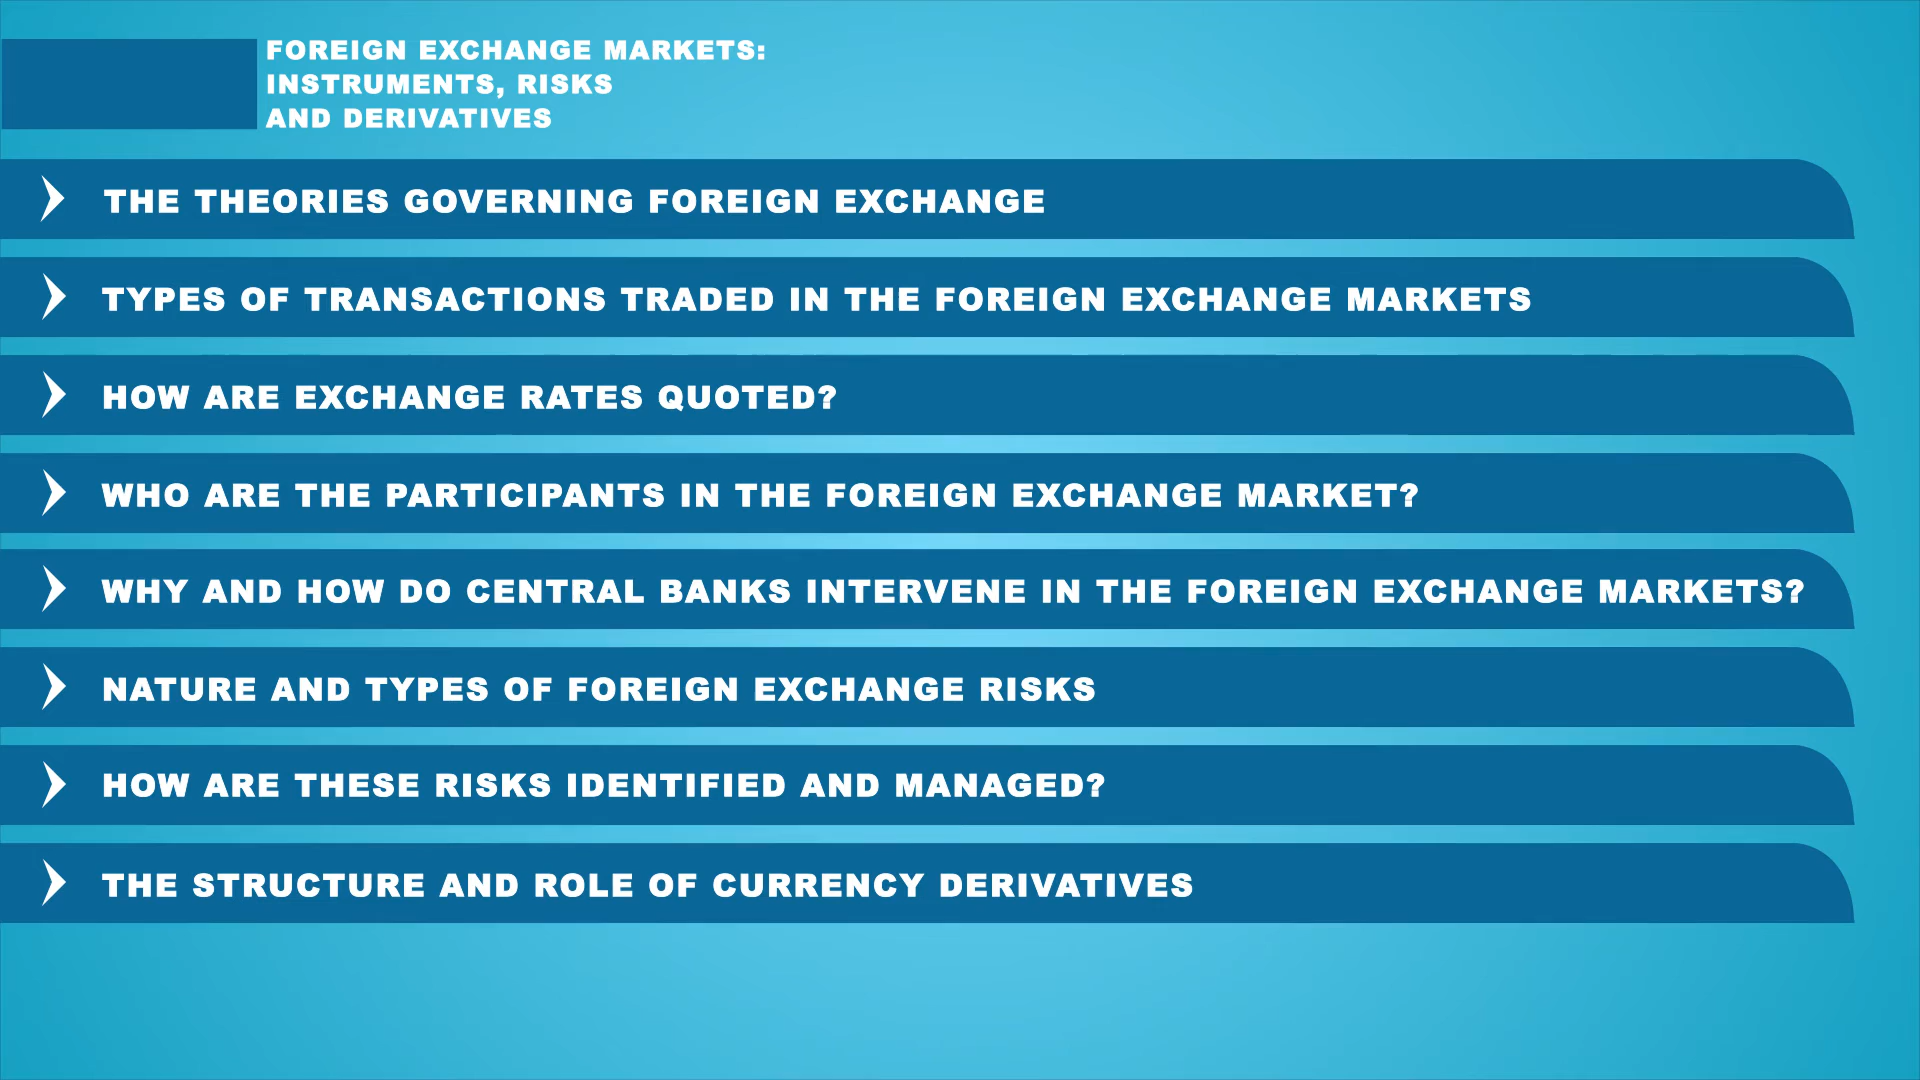 FOREIGN EXCHANGE MARKETS:
INSTRUMENTS, RISKS
AND DERIVATIVES
THE THEORIES GOVERNING FOREIGN EXCHANGE
TYPES OF TRANSACTIONS TRADED IN THE FOREIGN EXCHANGE MARKETS
HOW ARE EXCHANGE RATES QUOTED?
WHO ARE THE PARTICIPANTS IN THE FOREIGN EXCHANGE MARKET?
WHY AND HOW DO CENTRAL BANKS INTERVENE IN THE FOREIGN EXCHANGE MARKETS?
NATURE AND TYPES OF FOREIGN EXCHANGE RISKS
HOW ARE THESE RISKS IDENTIFIED AND MANAGED?
THE STRUCTURE AND ROLE OF CURRENCY DERIVATIVES